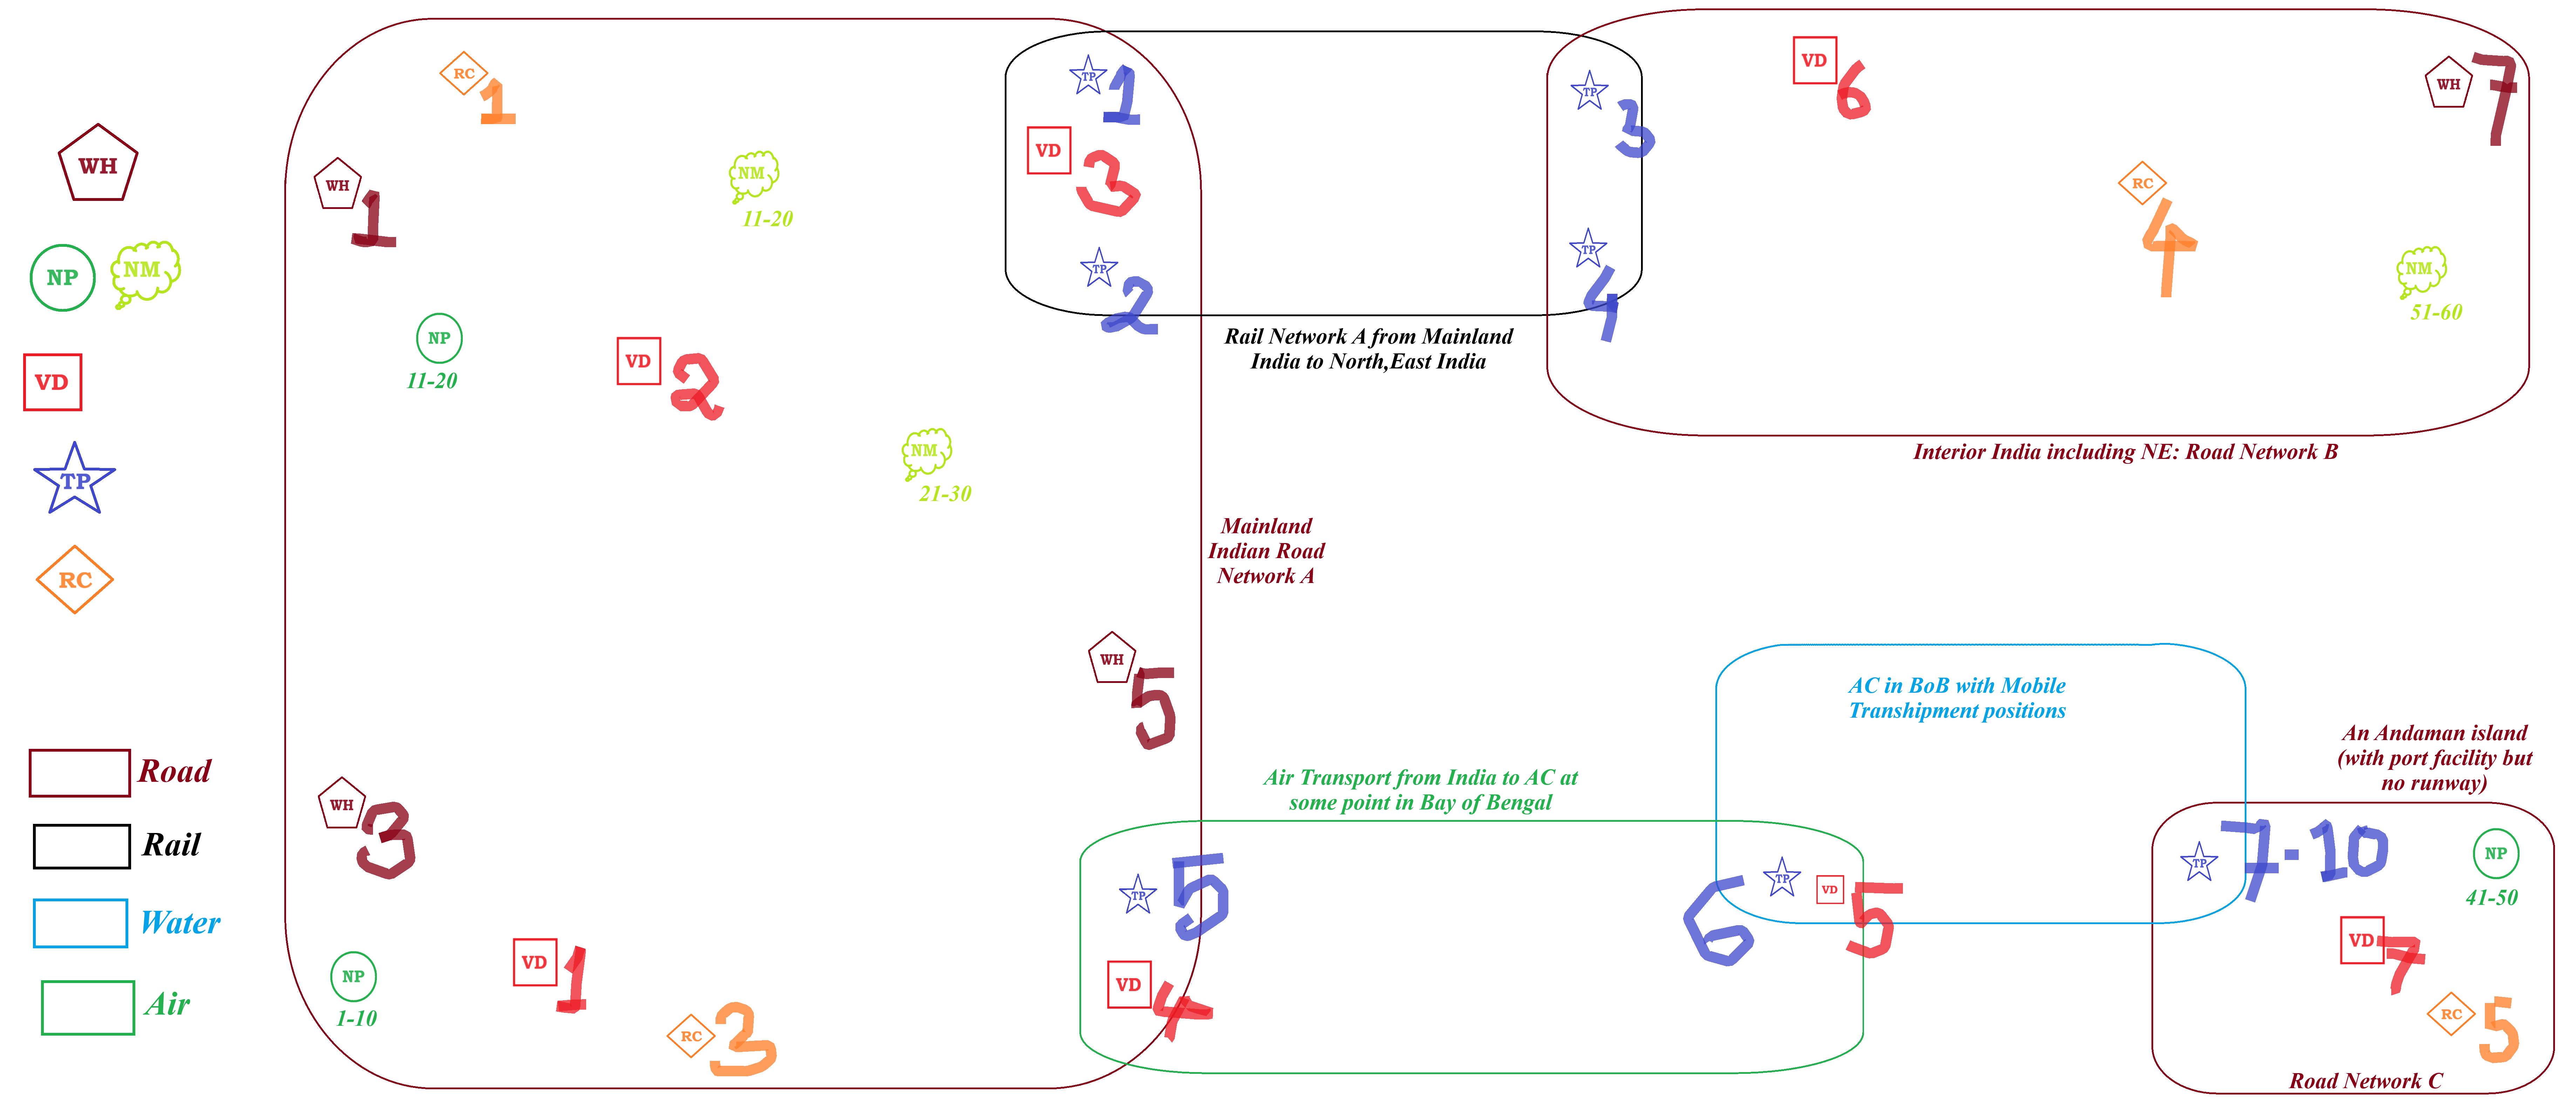 WH
NP
NM
VD
TP
RC
Road
Rail
Water
Air
RC
1
WH
1
NM
11-20
NP
11-20
VD
2
NM
21-30
WH
5
WH
3
NP
1-10
VD
1
RC
3
Mainland
Indian Road
Network A
TP
1
VD
3
TP
2
Rail Network A from Mainland
India to North,East India
TP
3
TP
4
VD
6
WH
7
RC
4
NM
51-60
Interior India including NE: Road Network B
Air Transport from India to AC at
some point in Bay of Bengal
TP
5
VD
4
AC in BoB with Mobile
Transhipment positions
TP
6
VD
5
An Andaman island
(with port facility but
no runway)
TP
7-10
NP
41-50
VD
7
RC
5
Road Network C